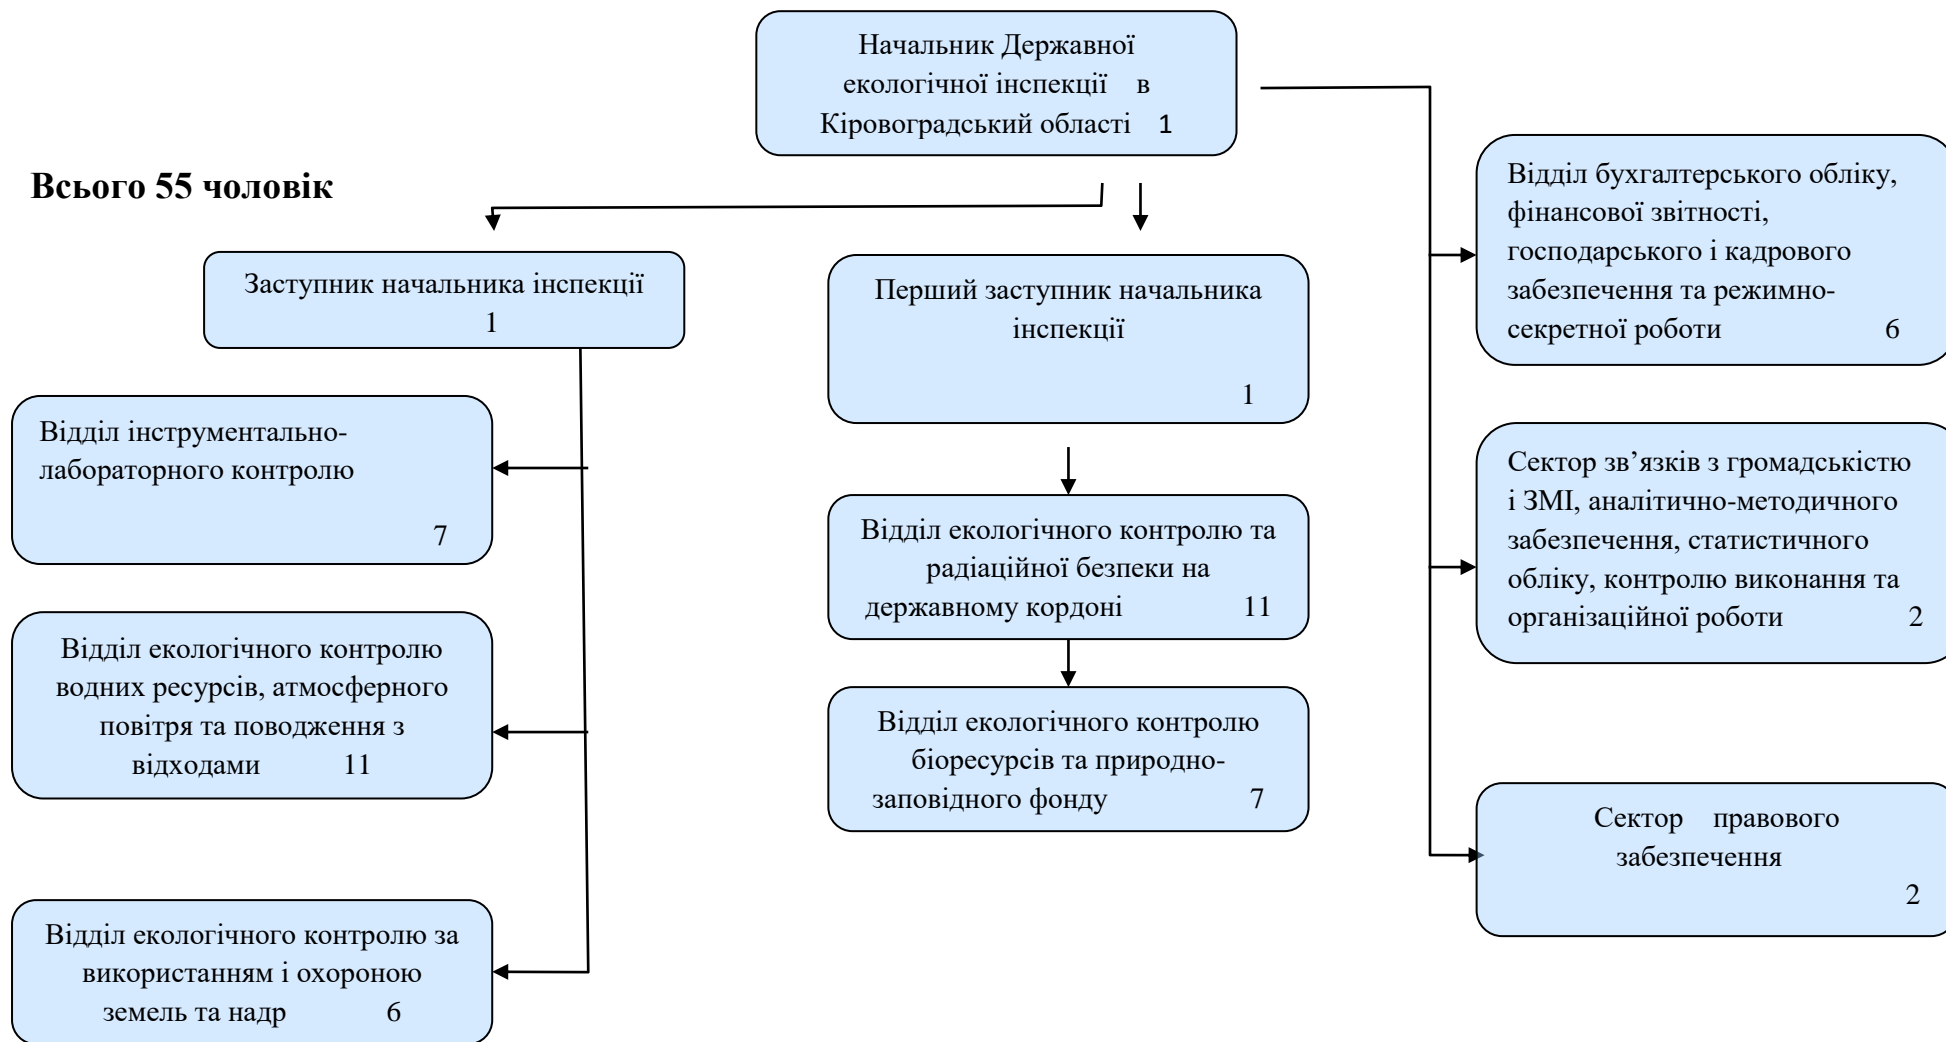 Начальник Державної
екологічної інспекції в
Кіровоградський області 1
Всього 55 чоловік
Заступник начальника інспекції
1
Перший заступник начальника
інспекції
1
Відділ бухгалтерського обліку,
фінансової звітності,
господарського і кадрового
забезпечення та режимно-
секретної роботи 6
Відділ інструментально-
лабораторного контролю
7
Відділ екологічного контролю та
радіаційної безпеки на
державному кордоні 11
Сектор зв’язків з громадськістю
і ЗМІ, аналітично-методичного
забезпечення, статистичного
обліку, контролю виконання та
організаційної роботи 2
Відділ екологічного контролю
водних ресурсів, атмосферного
повітря та поводження з
відходами 11
Відділ екологічного контролю
біоресурсів та природно-
заповідного фонду 7
Сектор правового
забезпечення
2
Відділ екологічного контролю за
використанням і охороною
земель та надр 6